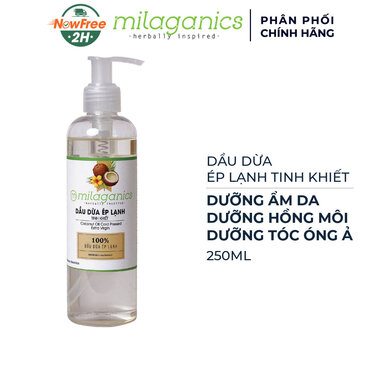 NowFree
2H
milaganics
herbally inspired
PHÂN PHỐI
CHÍNH HÃNG
milaganics
DẦU DỪA ÉP LẠNH
TINH KHIẾT
Coconut Oil Cold Pressed
Extra Virgin
100%
DẦU DỪA ÉP LẠNH
DẦU DỪA
ÉP LẠNH TINH KHIẾT
DƯỠNG ẨM DA
DƯỠNG HỒNG MÔI
DƯỠNG TÓC ÓNG Ả
250ML